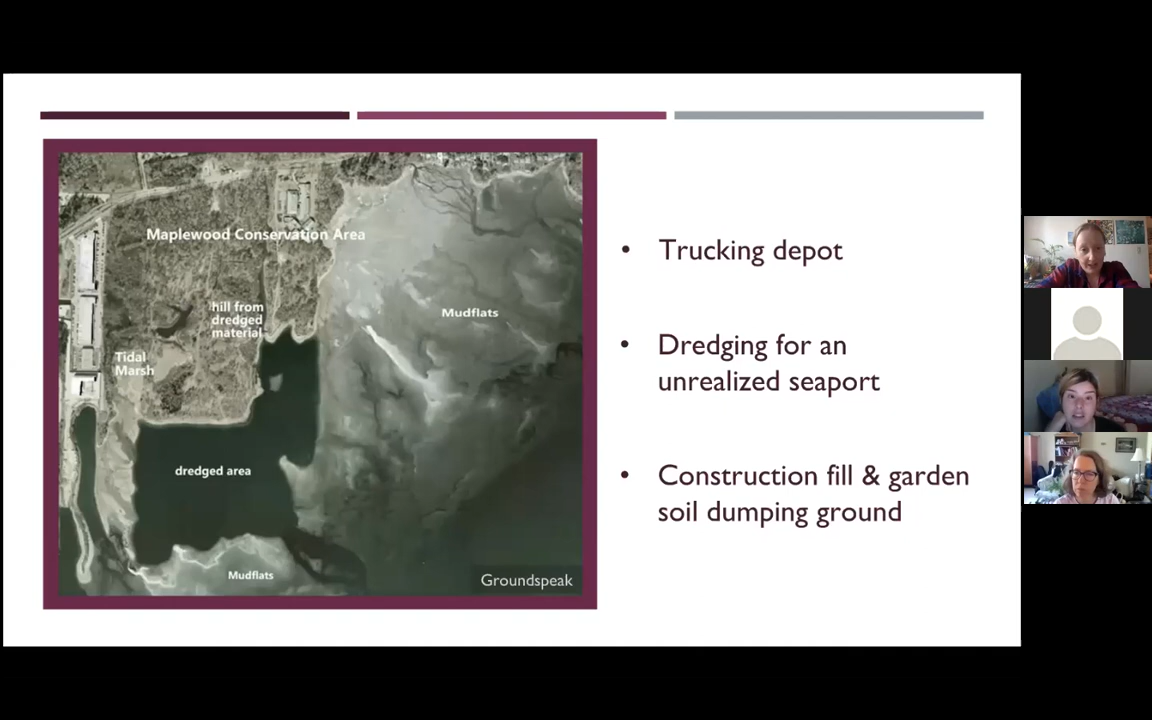 Maplewood Conservation Area
hill from
dredged
material
Mudflats
Tidal
Marsh
dredged area
Mudflats
Groundspeak
• Trucking depot
• Dredging for an
unrealized seaport
• Construction fill & garden
soil dumping ground